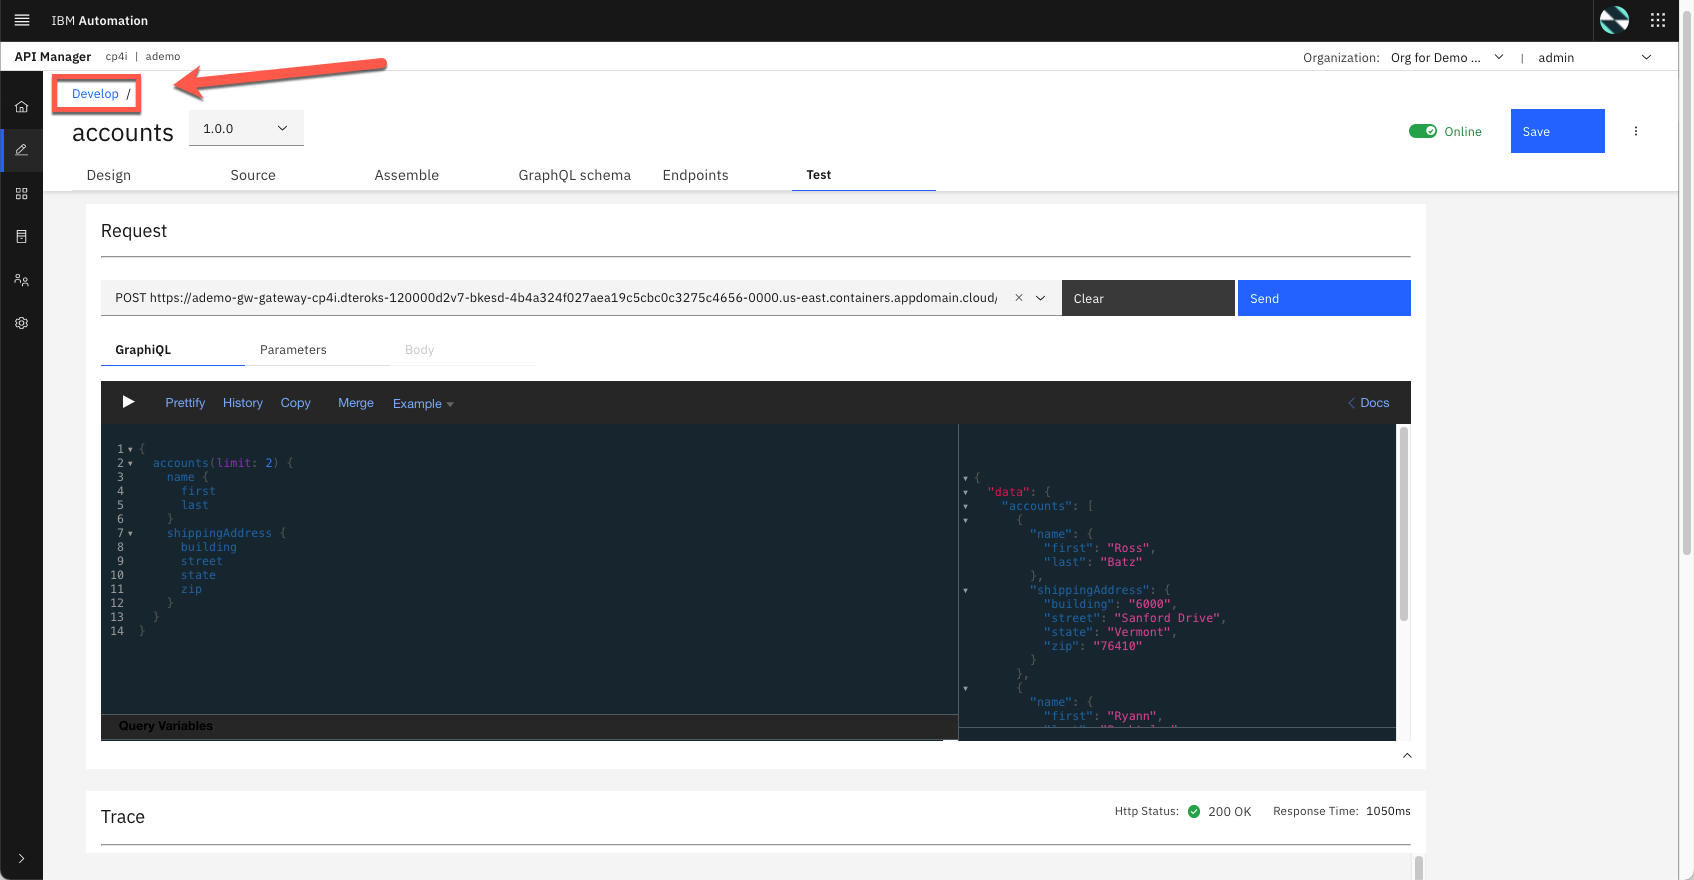 IBM Automation
API Manager cp4i | ademo
Organization: Org for Demo ... | admin
Develop /
accounts 1.0.0
Online Save
Design Source Assemble GraphQL schema Endpoints Test
Request
POST https://ademo-gw-gateway-cp4i.dteroks-120000d2v7-bkesd-4b4a324f027aea19c5cbc0c3275c4656-0000.us-east.containers.appdomain.cloud/ × Clear Send
GraphiQL Parameters Body
Prettify History Copy Merge Example < Docs
1 {
2 accounts(limit: 2) {
3 name {
4 first
5 last
6 }
7 shippingAddress {
8 building
9 street
10 state
11 zip
12 }
13 }
14 }
Query Variables
{
"data": {
"accounts": [
{
"name": {
"first": "Ross",
"last": "Batz"
},
"shippingAddress": {
"building": "6000",
"street": "Sanford Drive",
"state": "Vermont",
"zip": "76410"
}
},
{
"name": {
"first": "Ryann",
Trace
Http Status: 200 OK Response Time: 1050ms